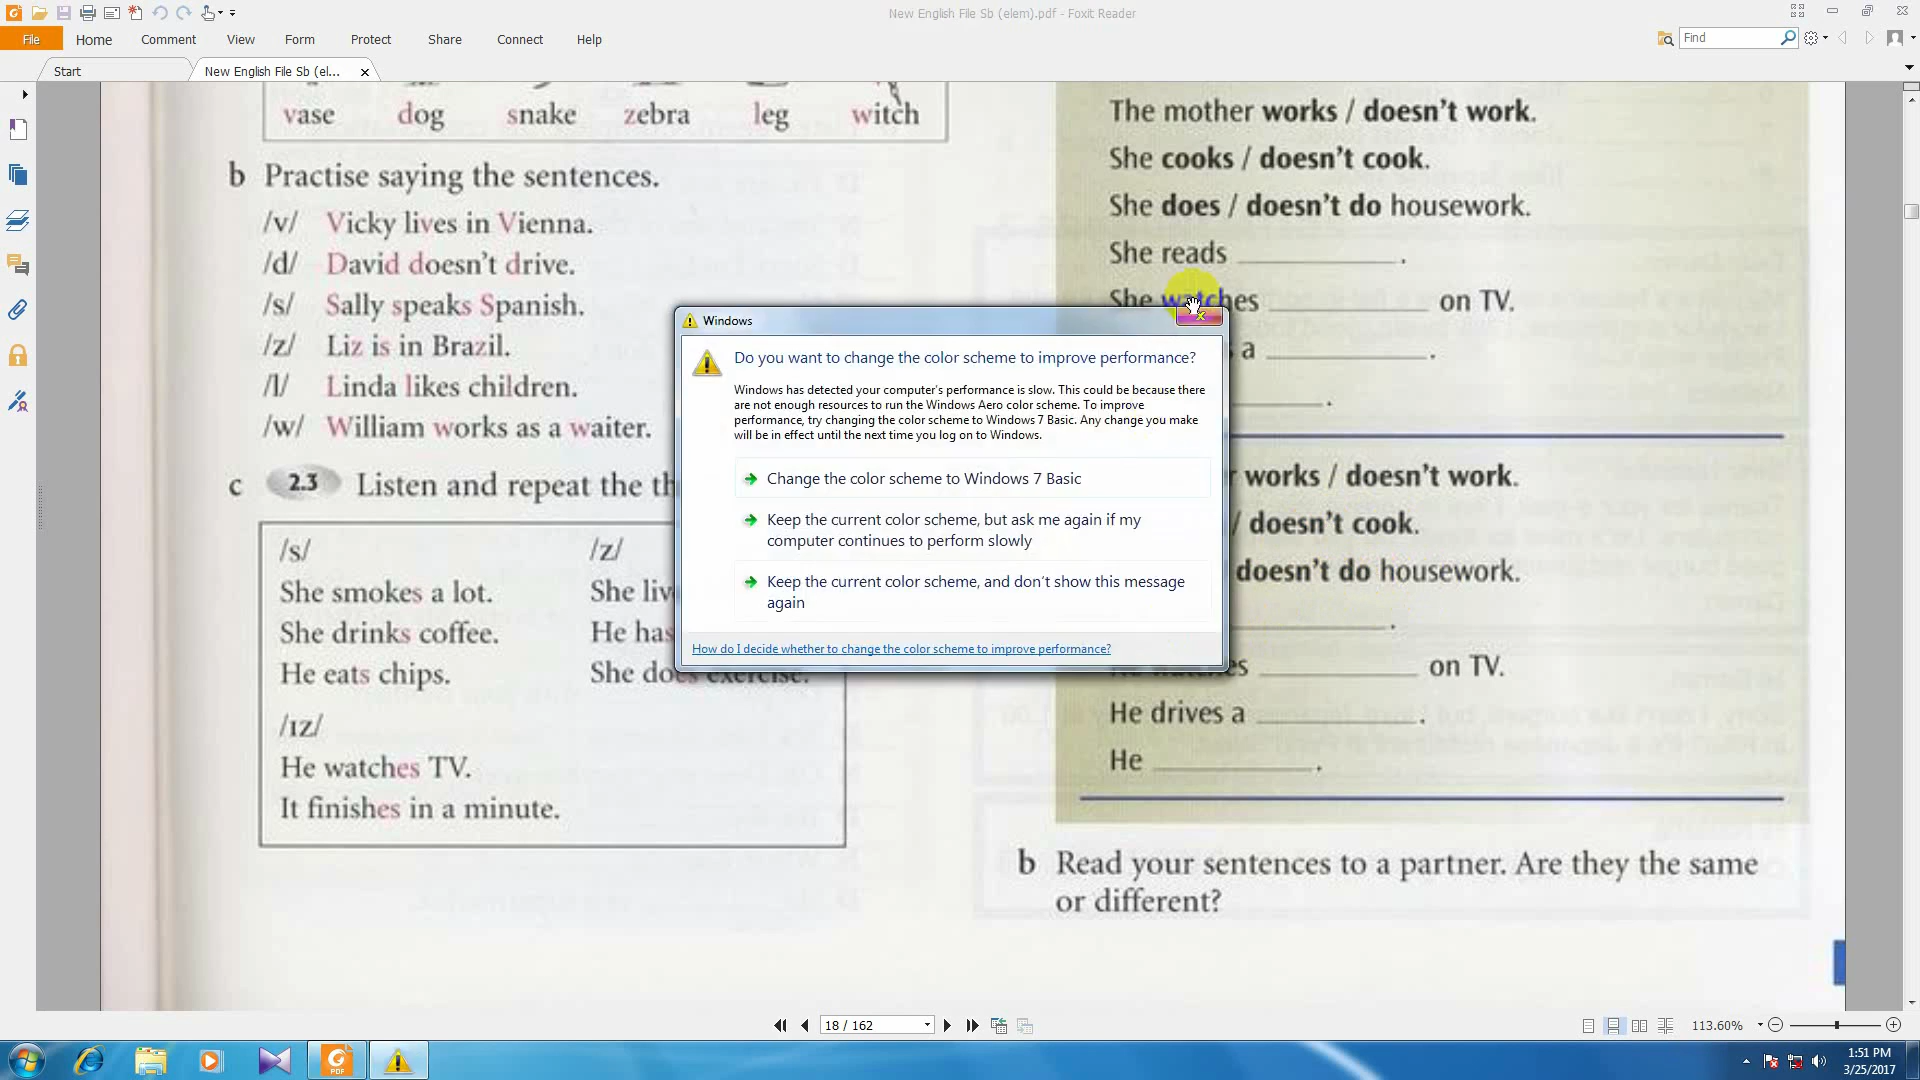 New English File Sb (elem).pdf - Foxit Reader
File Home Comment View Form Protect Share Connect Help
Find
Start
New English File Sb (el...
vase dog snake zebra leg witch
b Practise saying the sentences.
/v/ Vicky lives in Vienna.
/d/ David doesn't drive.
/s/ Sally speaks Spanish.
/z/ Liz is in Brazil.
/l/ Linda likes children.
/w/ William works as a waiter.
c 2.3 Listen and repeat the th
/s/
She smokes a lot.
She drinks coffee.
He eats chips.
/z/
She liv
He has
She does exercise.
/ɪz/
He watches TV.
It finishes in a minute.
The mother works / doesn't work.
She cooks / doesn't cook.
She does / doesn't do housework.
She reads ____________ .
She watches ____________ on TV.
a ____________ .
____________ .
r works / doesn't work.
/ doesn't cook.
doesn't do housework.
____________ .
He watches ____________ on TV.
He drives a ____________ .
He ____________ .
b Read your sentences to a partner. Are they the same
or different?
Windows
Do you want to change the color scheme to improve performance?
Windows has detected your computer's performance is slow. This could be because there
are not enough resources to run the Windows Aero color scheme. To improve
performance, try changing the color scheme to Windows 7 Basic. Any change you make
will be in effect until the next time you log on to Windows.
Change the color scheme to Windows 7 Basic
Keep the current color scheme, but ask me again if my
computer continues to perform slowly
Keep the current color scheme, and don't show this message
again
How do I decide whether to change the color scheme to improve performance?
18 / 162
113.60%
PDF
1:51 PM
3/25/2017